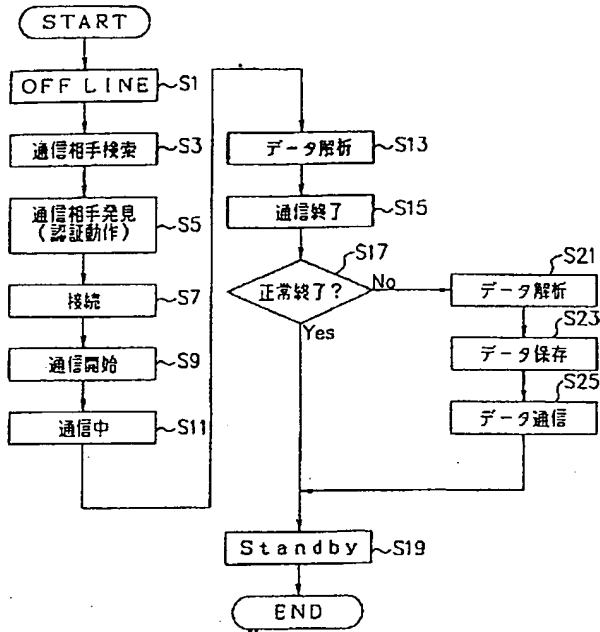 START
OFF LINE
S1
通信相手検索
S3
通信相手発見
(認証動作)
S5
接続
S7
通信開始
S9
通信中
S11
データ解析
S13
通信終了
S15
正常終了?
S17
No
Yes
データ解析
S21
データ保存
S23
データ通信
S25
Standby
S19
END